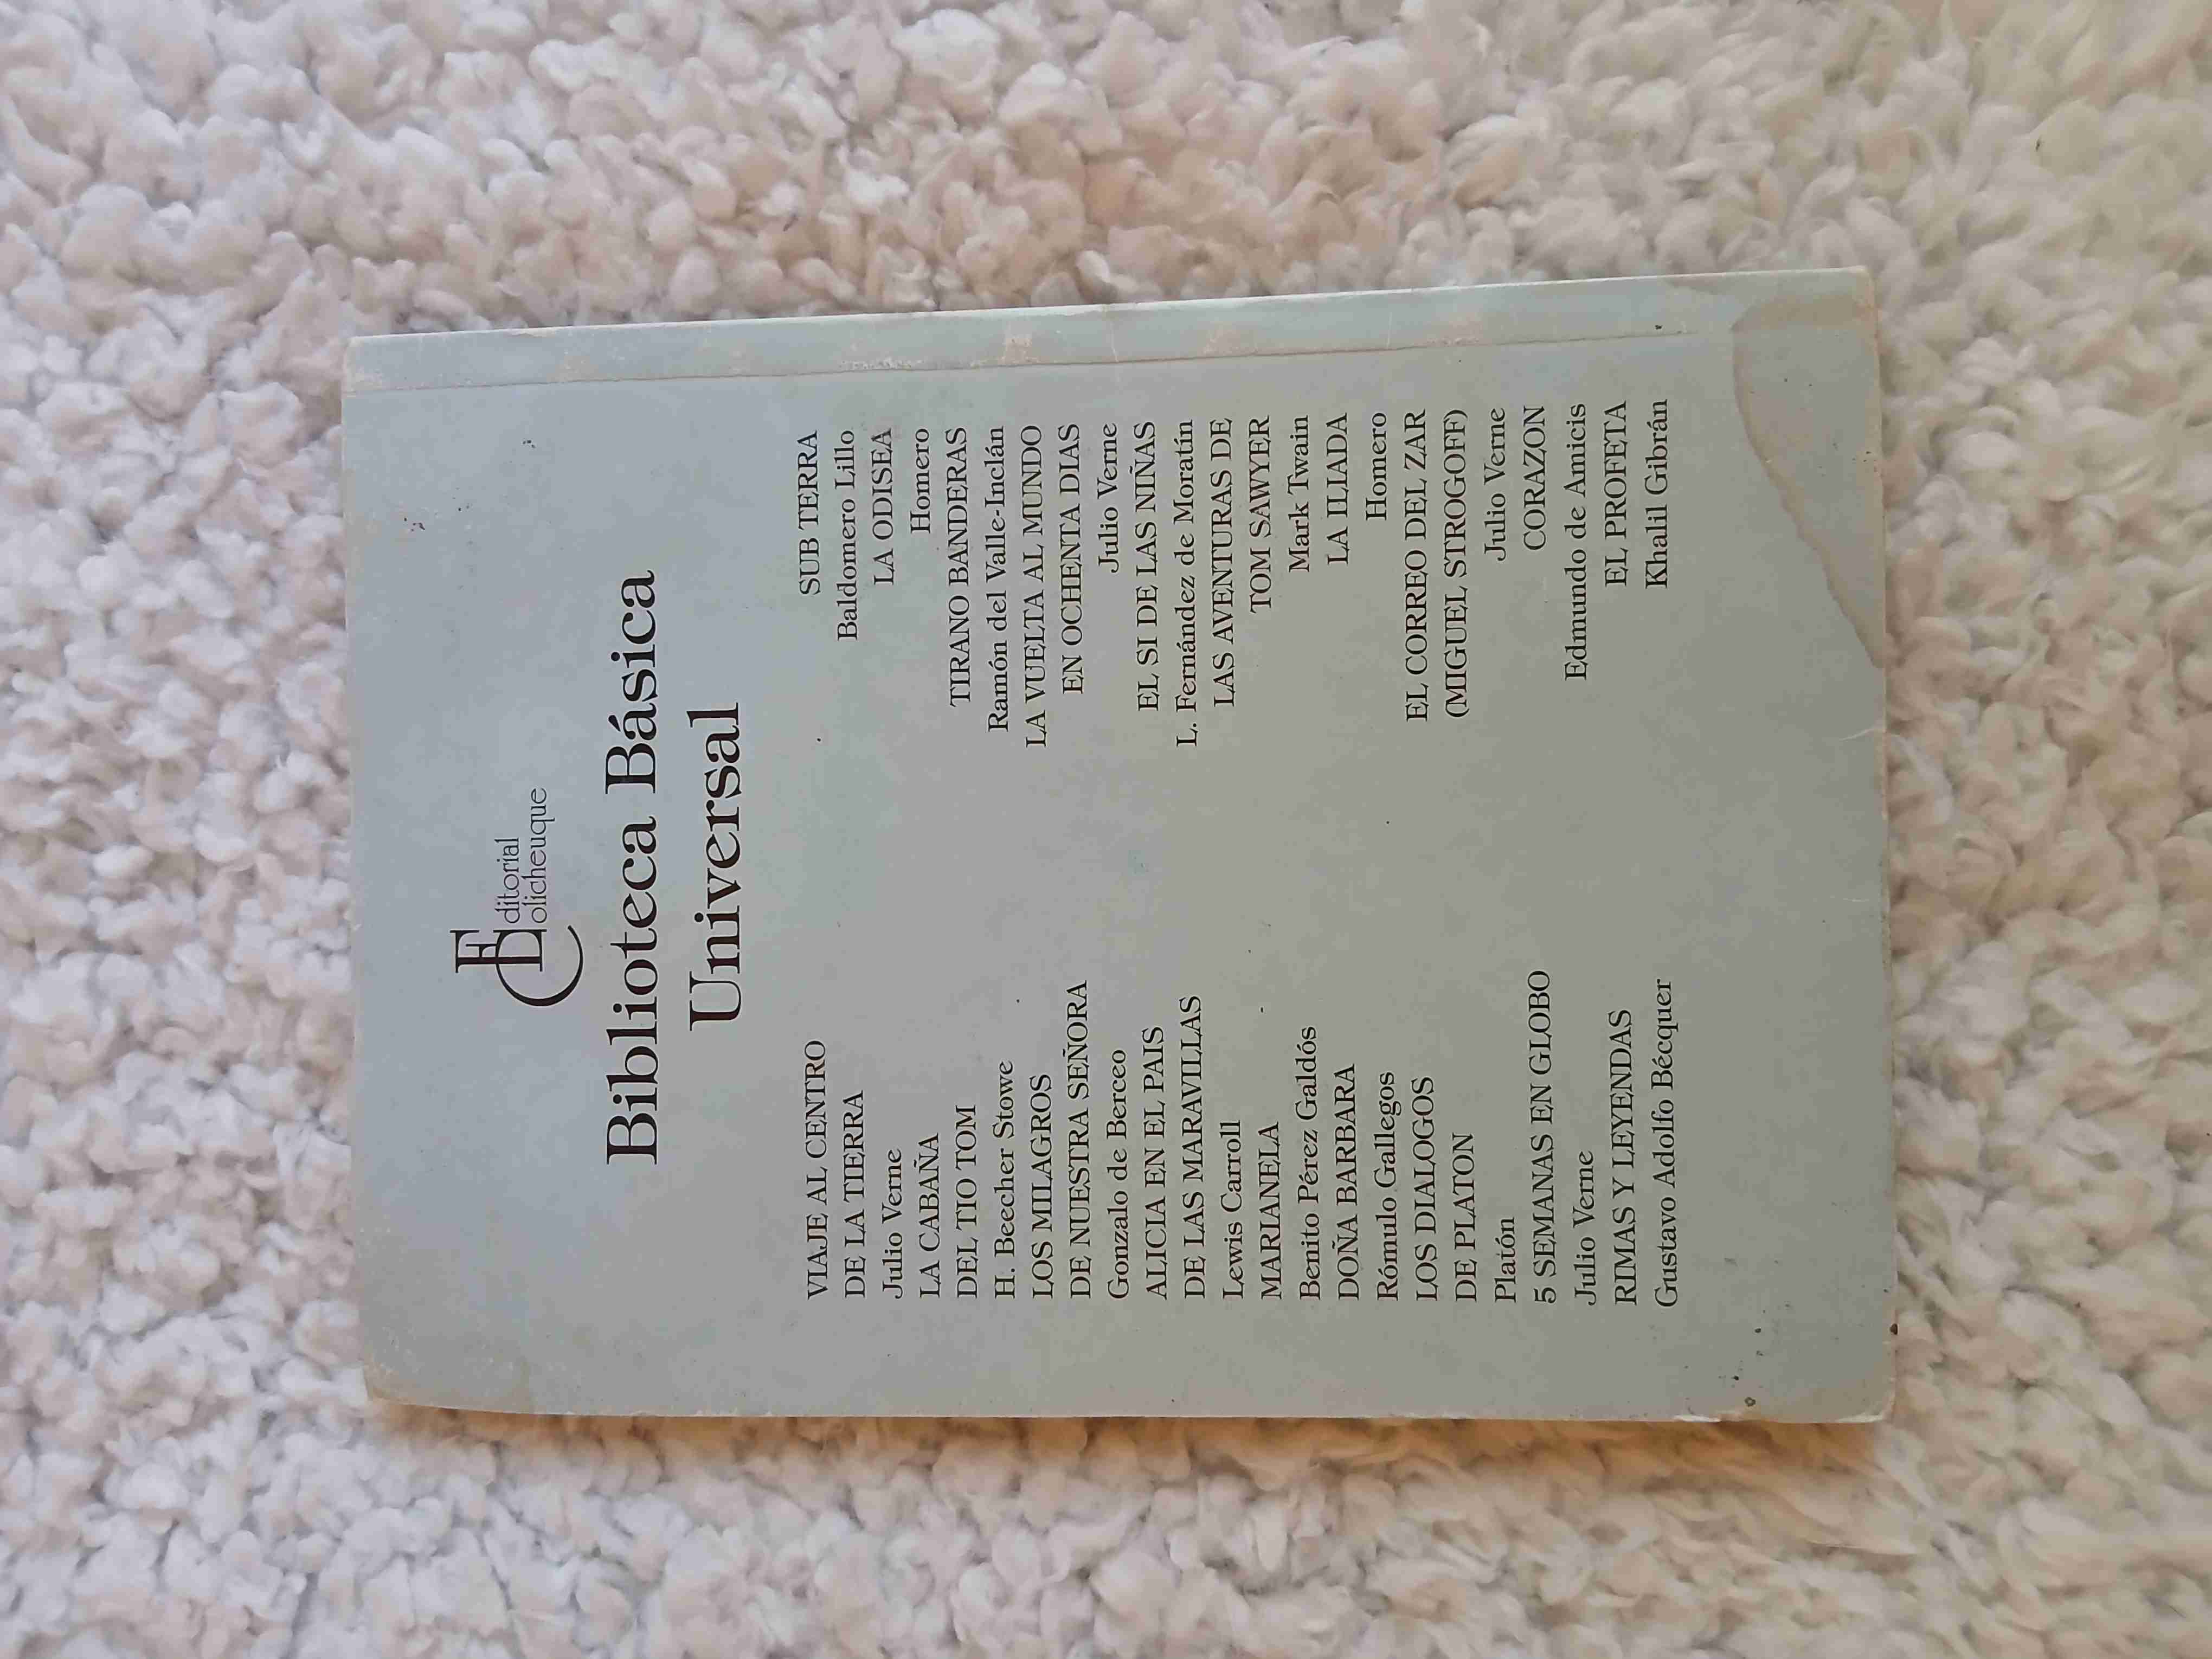 Editorial
Colicheuque
Biblioteca Básica
Universal
VIAJE AL CENTRO
DE LA TIERRA
Julio Verne
LA CABAÑA
DEL TIO TOM
H. Beecher Stowe
LOS MILAGROS
DE NUESTRA SEÑORA
Gonzalo de Berceo
ALICIA EN EL PAIS
DE LAS MARAVILLAS
Lewis Carroll
MARIANELA
Benito Pérez Galdós
DOÑA BARBARA
Rómulo Gallegos
LOS DIALOGOS
DE PLATON
Platón
5 SEMANAS EN GLOBO
Julio Verne
RIMAS Y LEYENDAS
Gustavo Adolfo Bécquer
SUB TERRA
Baldomero Lillo
LA ODISEA
Homero
TIRANO BANDERAS
Ramón del Valle-Inclán
LA VUELTA AL MUNDO
EN OCHENTA DIAS
Julio Verne
EL SI DE LAS NIÑAS
L. Fernández de Moratín
LAS AVENTURAS DE
TOM SAWYER
Mark Twain
LA ILIADA
Homero
EL CORREO DEL ZAR
(MIGUEL STROGOFF)
Julio Verne
CORAZON
Edmundo de Amicis
EL PROFETA
Khalil Gibrán